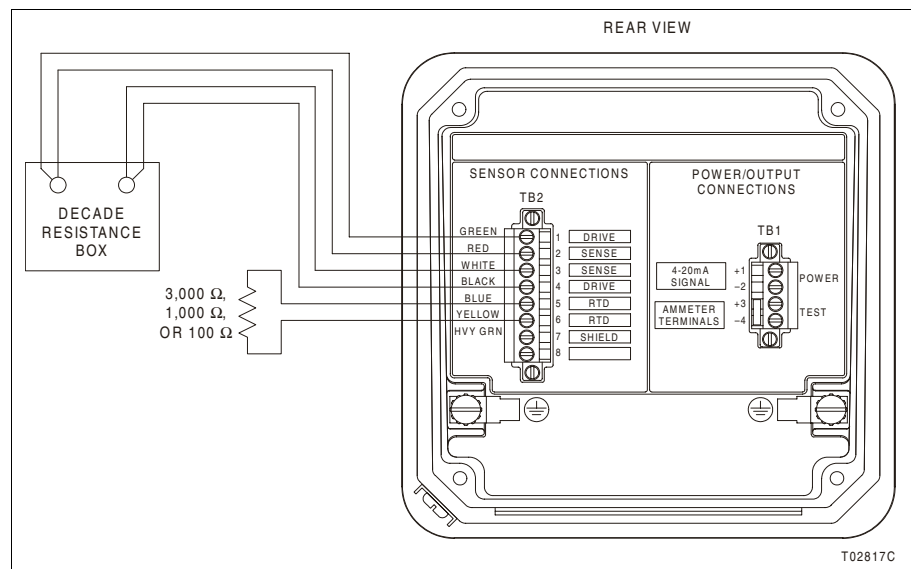 REAR VIEW
DECADE
RESISTANCE
BOX
3,000 Ω,
1,000 Ω,
OR 100 Ω
SENSOR CONNECTIONS
TB2
GREEN 1 DRIVE
RED 2 SENSE
WHITE 3 SENSE
BLACK 4 DRIVE
BLUE 5 RTD
YELLOW 6 RTD
HVY GRN 7 SHIELD
8
POWER/OUTPUT
CONNECTIONS
TB1
4-20mA
SIGNAL
+1
−2
POWER
AMMETER
TERMINALS
+3
−4
TEST
T02817C